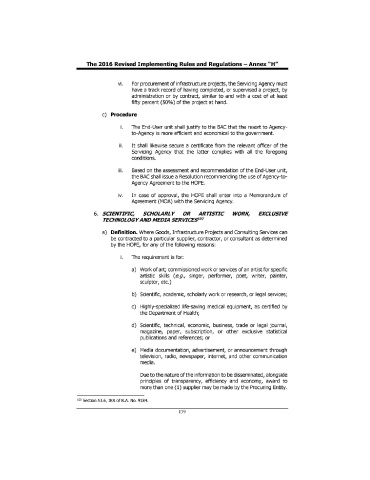 The 2016 Revised Implementing Rules and Regulations – Annex "H"
vi. For procurement of infrastructure projects, the Servicing Agency must
have a track record of having completed, or supervised a project, by
administration or by contract, similar to and with a cost of at least
fifty percent (50%) of the project at hand.
c) Procedure
i. The End-User unit shall justify to the BAC that the resort to Agency-
to-Agency is more efficient and economical to the government.
ii. It shall likewise secure a certificate from the relevant officer of the
Servicing Agency that the latter complies with all the foregoing
conditions.
iii. Based on the assessment and recommendation of the End-User unit,
the BAC shall issue a Resolution recommending the use of Agency-to-
Agency Agreement to the HOPE.
iv. In case of approval, the HOPE shall enter into a Memorandum of
Agreement (MOA) with the Servicing Agency.
6. SCIENTIFIC, SCHOLARLY OR ARTISTIC WORK, EXCLUSIVE
TECHNOLOGY AND MEDIA SERVICES
a) Definition. Where Goods, Infrastructure Projects and Consulting Services can
be contracted to a particular supplier, contractor, or consultant as determined
by the HOPE, for any of the following reasons:
i. The requirement is for:
a) Work of art; commissioned work or services of an artist for specific
artistic skills (e.g., singer, performer, poet, writer, painter,
sculptor, etc.)
b) Scientific, academic, scholarly work or research, or legal services;
c) Highly-specialized life-saving medical equipment, as certified by
the Department of Health;
d) Scientific, technical, economic, business, trade or legal journal,
magazine, paper, subscription, or other exclusive statistical
publications and references; or
e) Media documentation, advertisement, or announcement through
television, radio, newspaper, internet, and other communication
media.
Due to the nature of the information to be disseminated, alongside
principles of transparency, efficiency and economy, award to
more than one (1) supplier may be made by the Procuring Entity.
Section 53.6, IRR of R.A. No. 9184.